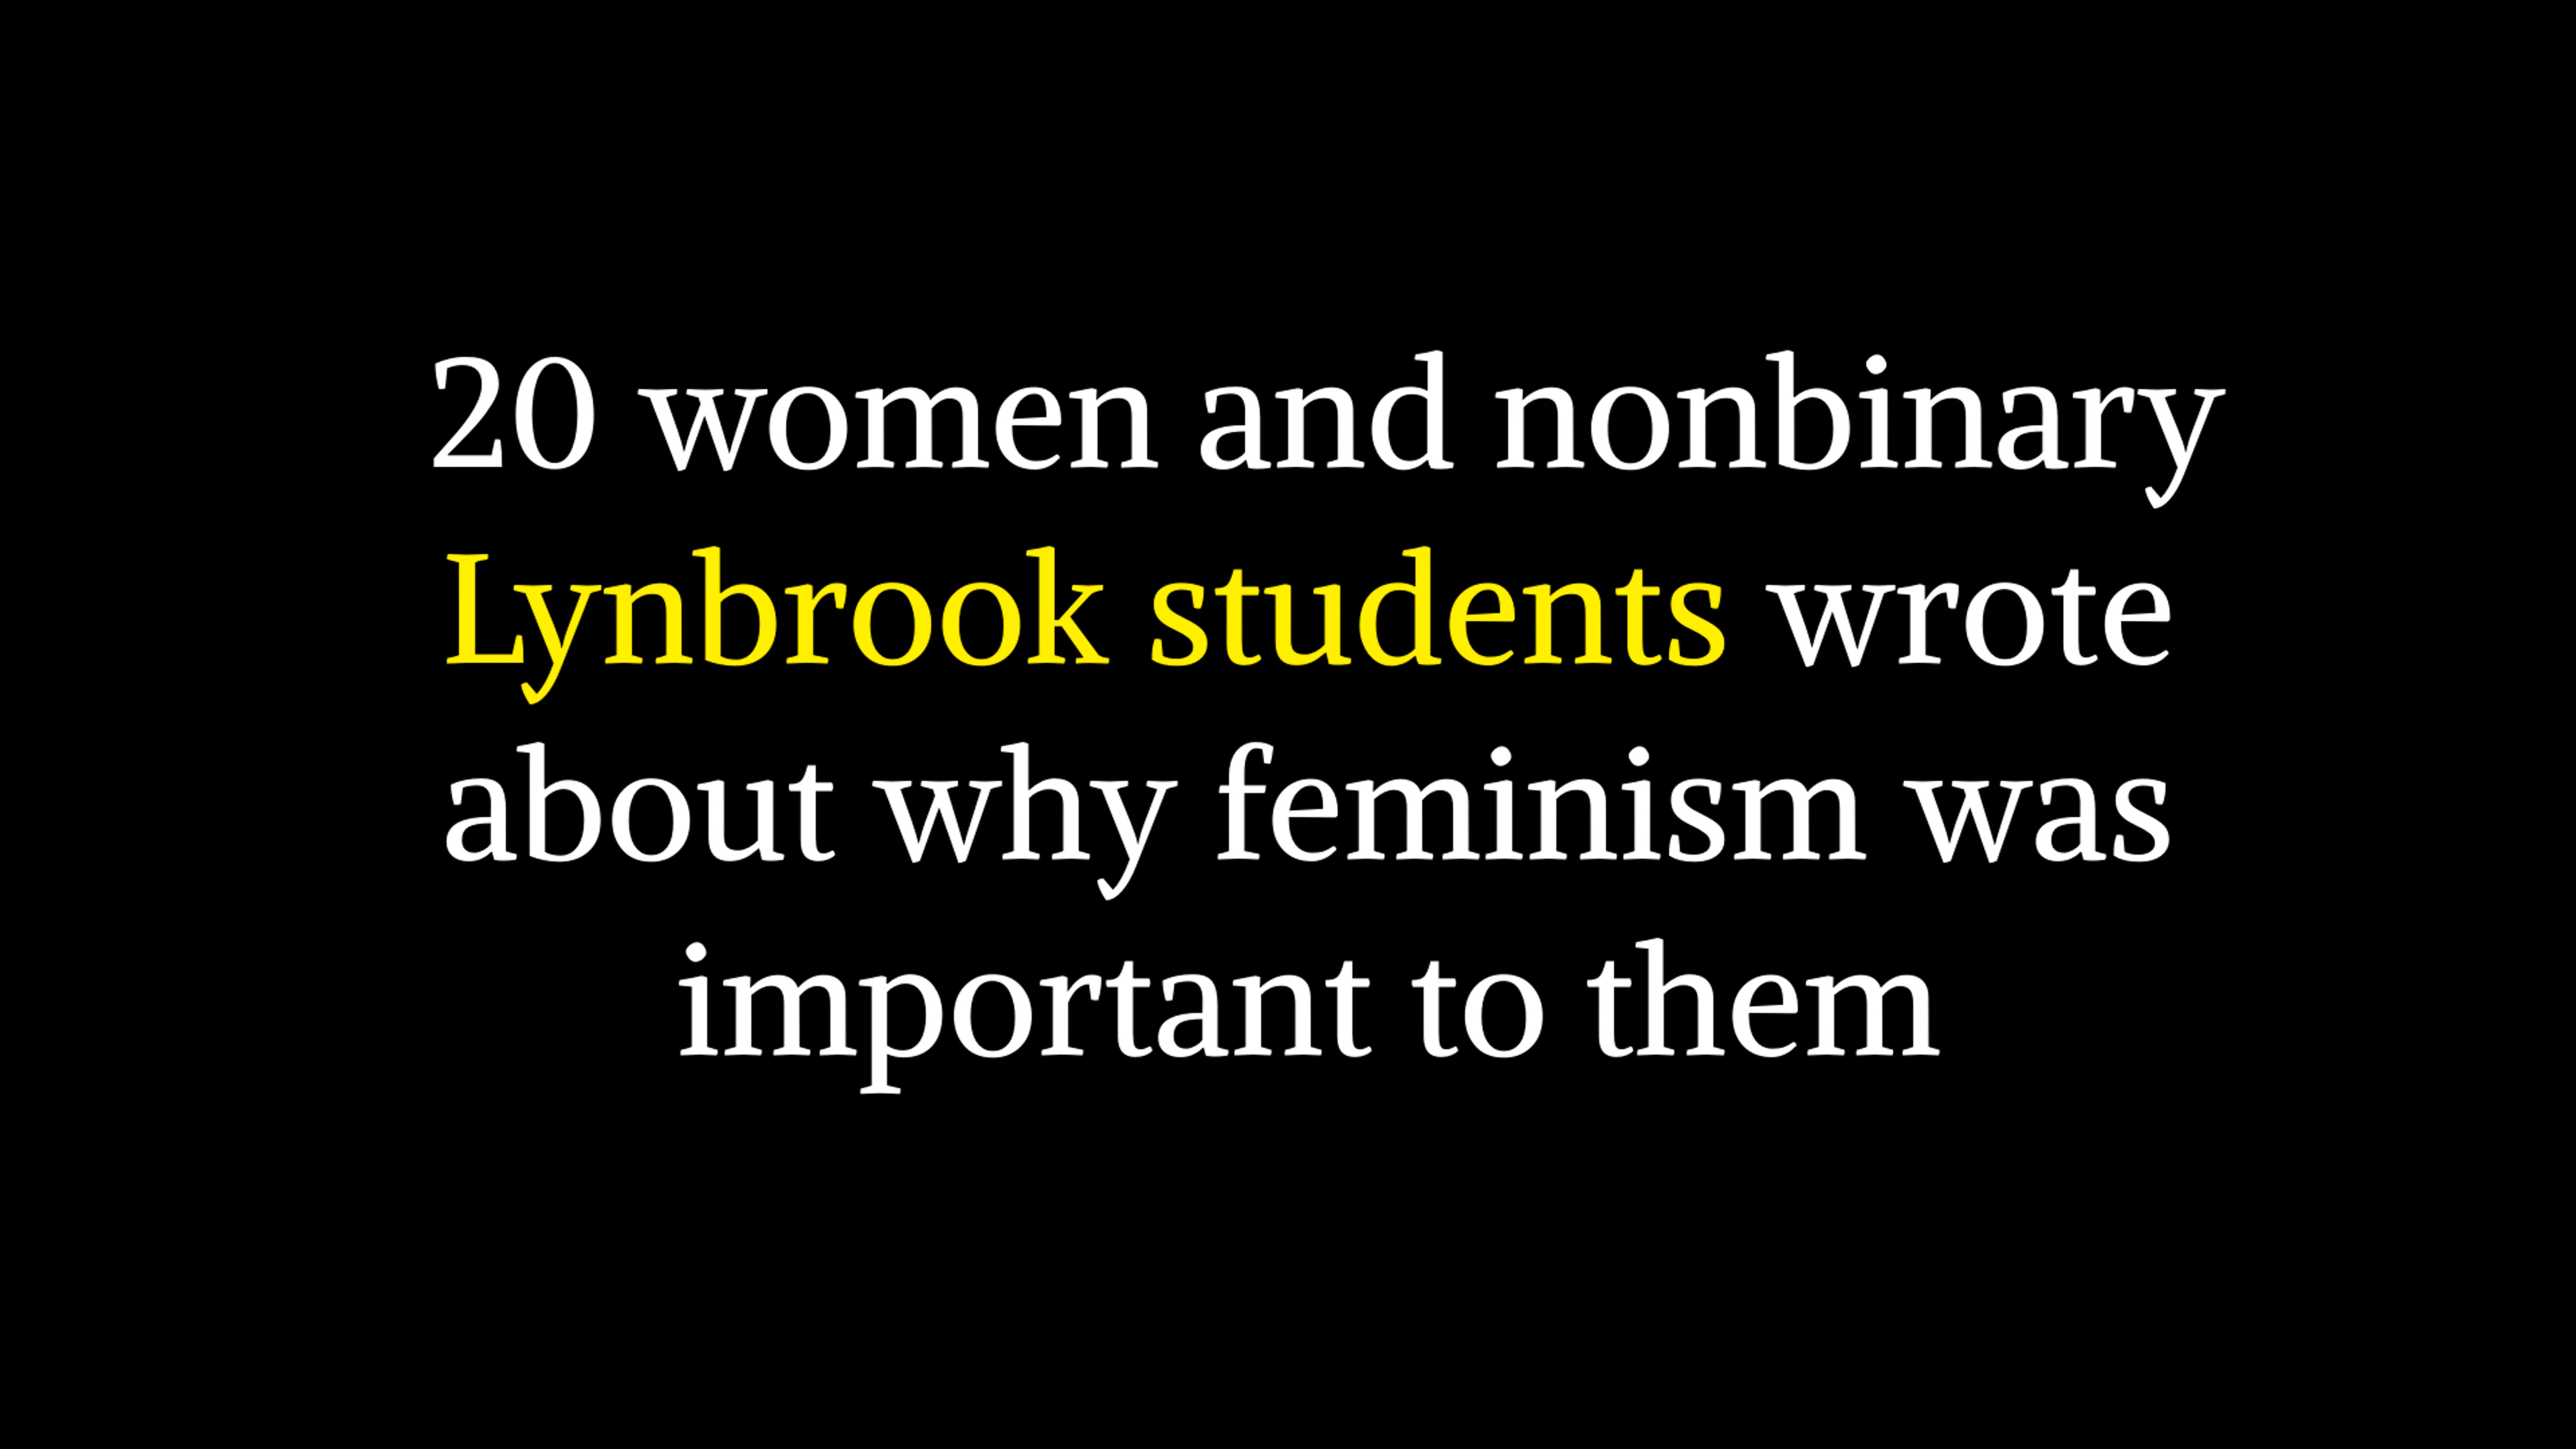 20 women and nonbinary
Lynbrook students wrote
about why feminism was
important to them